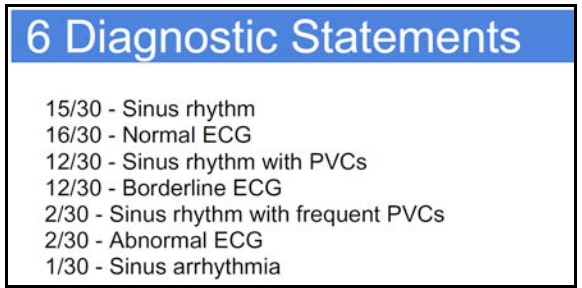 6 Diagnostic Statements
15/30 - Sinus rhythm
16/30 - Normal ECG
12/30 - Sinus rhythm with PVCs
12/30 - Borderline ECG
2/30 - Sinus rhythm with frequent PVCs
2/30 - Abnormal ECG
1/30 - Sinus arrhythmia